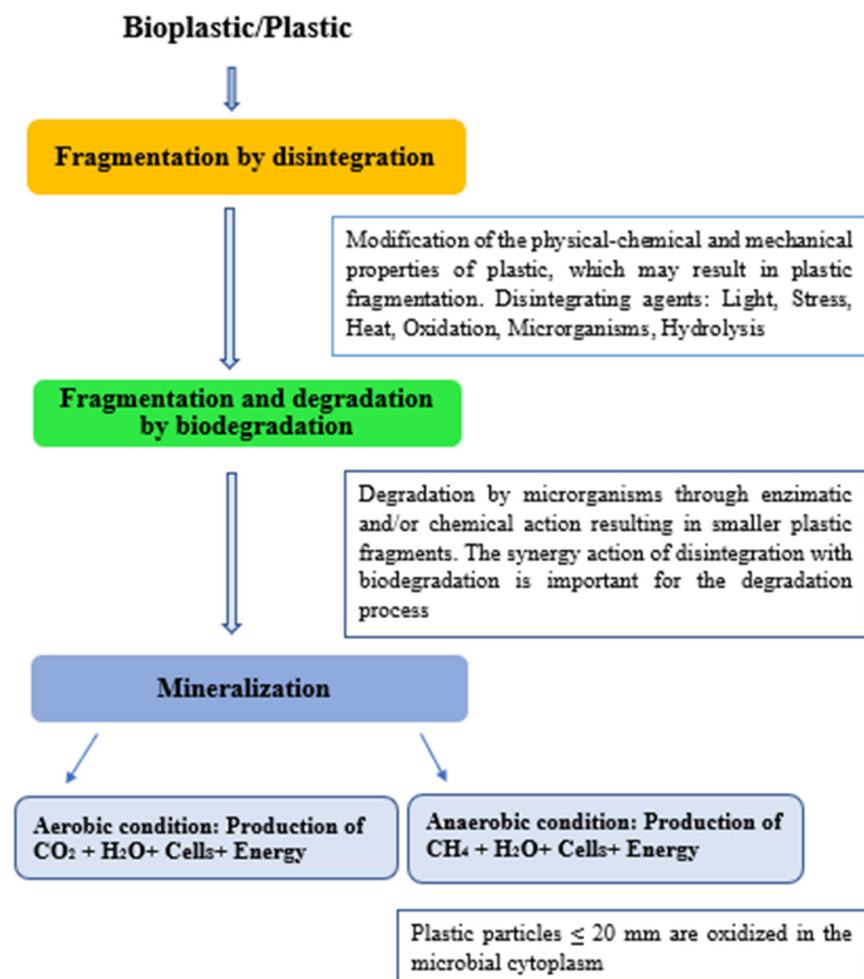 Bioplastic/Plastic
Fragmentation by disintegration
Modification of the physical-chemical and mechanical
properties of plastic, which may result in plastic
fragmentation. Disintegrating agents: Light, Stress,
Heat, Oxidation, Microrganisms, Hydrolysis
Fragmentation and degradation
by biodegradation
Degradation by microrganisms through enzimatic
and/or chemical action resulting in smaller plastic
fragments. The synergy action of disintegration with
biodegradation is important for the degradation
process
Mineralization
Aerobic condition: Production of
CO₂ + H₂O+ Cells+ Energy
Anaerobic condition: Production of
CH₄ + H₂O+ Cells+ Energy
Plastic particles ≤ 20 mm are oxidized in the
microbial cytoplasm